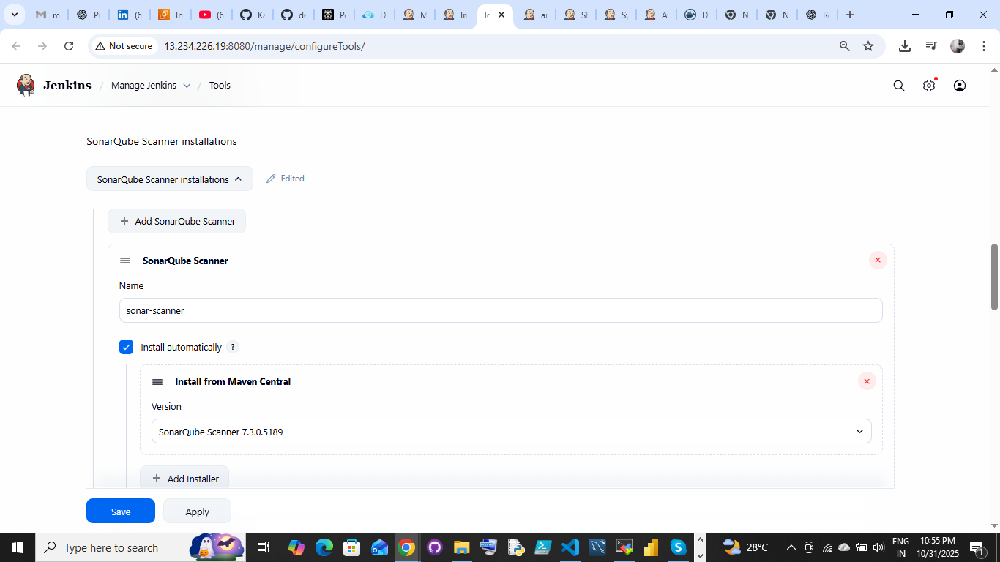 m
Pi
(6
In
(6
Ka
de
Pe
D
M
In
To
ar
St
Sy
A
D
N
N
Re
Not secure 13.234.226.19:8080/manage/configureTools/
Jenkins / Manage Jenkins / Tools
SonarQube Scanner installations
SonarQube Scanner installations Edited
+ Add SonarQube Scanner
SonarQube Scanner
Name
sonar-scanner
Install automatically ?
Install from Maven Central
Version
SonarQube Scanner 7.3.0.5189
+ Add Installer
Save Apply
Type here to search
28°C
ENG
IN
10:55 PM
10/31/2025
1